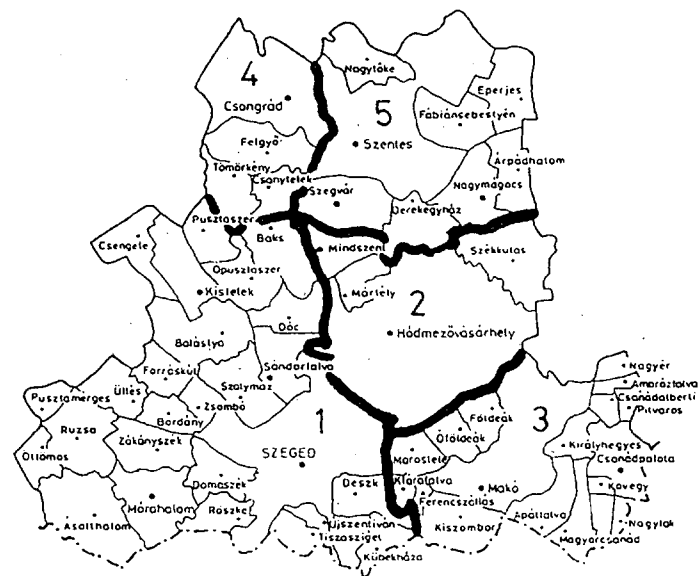 Nagytőke
4
Eperjes
Csongrád
5
Fábiánsebestyén
Felgyő
Szentes
Árpádhalom
Tömörkény
Csanytelek
Szegvár
Nagymágocs
Derekegyház
Pusztaszer
Baks
Csengele
Mindszent
Székkutas
Ópusztaszer
Kistelek
Mártély
2
Dóc
Hódmezővásárhely
Balástya
Sándorfalva
Forráskút
Nagyér
Üllés
Szatymaz
Ambrózfalva
Pusztamérges
Csanádalberti
Zsombó
Pitvaros
Bordány
1
Földeák
3
Ruzsa
Zákányszék
Óföldeák
Királyhegyes
Öttömös
SZEGED
Maroslele
Csanádpalota
Domaszék
Deszk
Klárafalva
Makó
Kövegy
Mórahalom
Ferencszállás
Röszke
Apátfalva
Ásotthalom
Újszentiván
Kiszombor
Nagylak
Tiszasziget
Magyarcsanád
Kübekháza